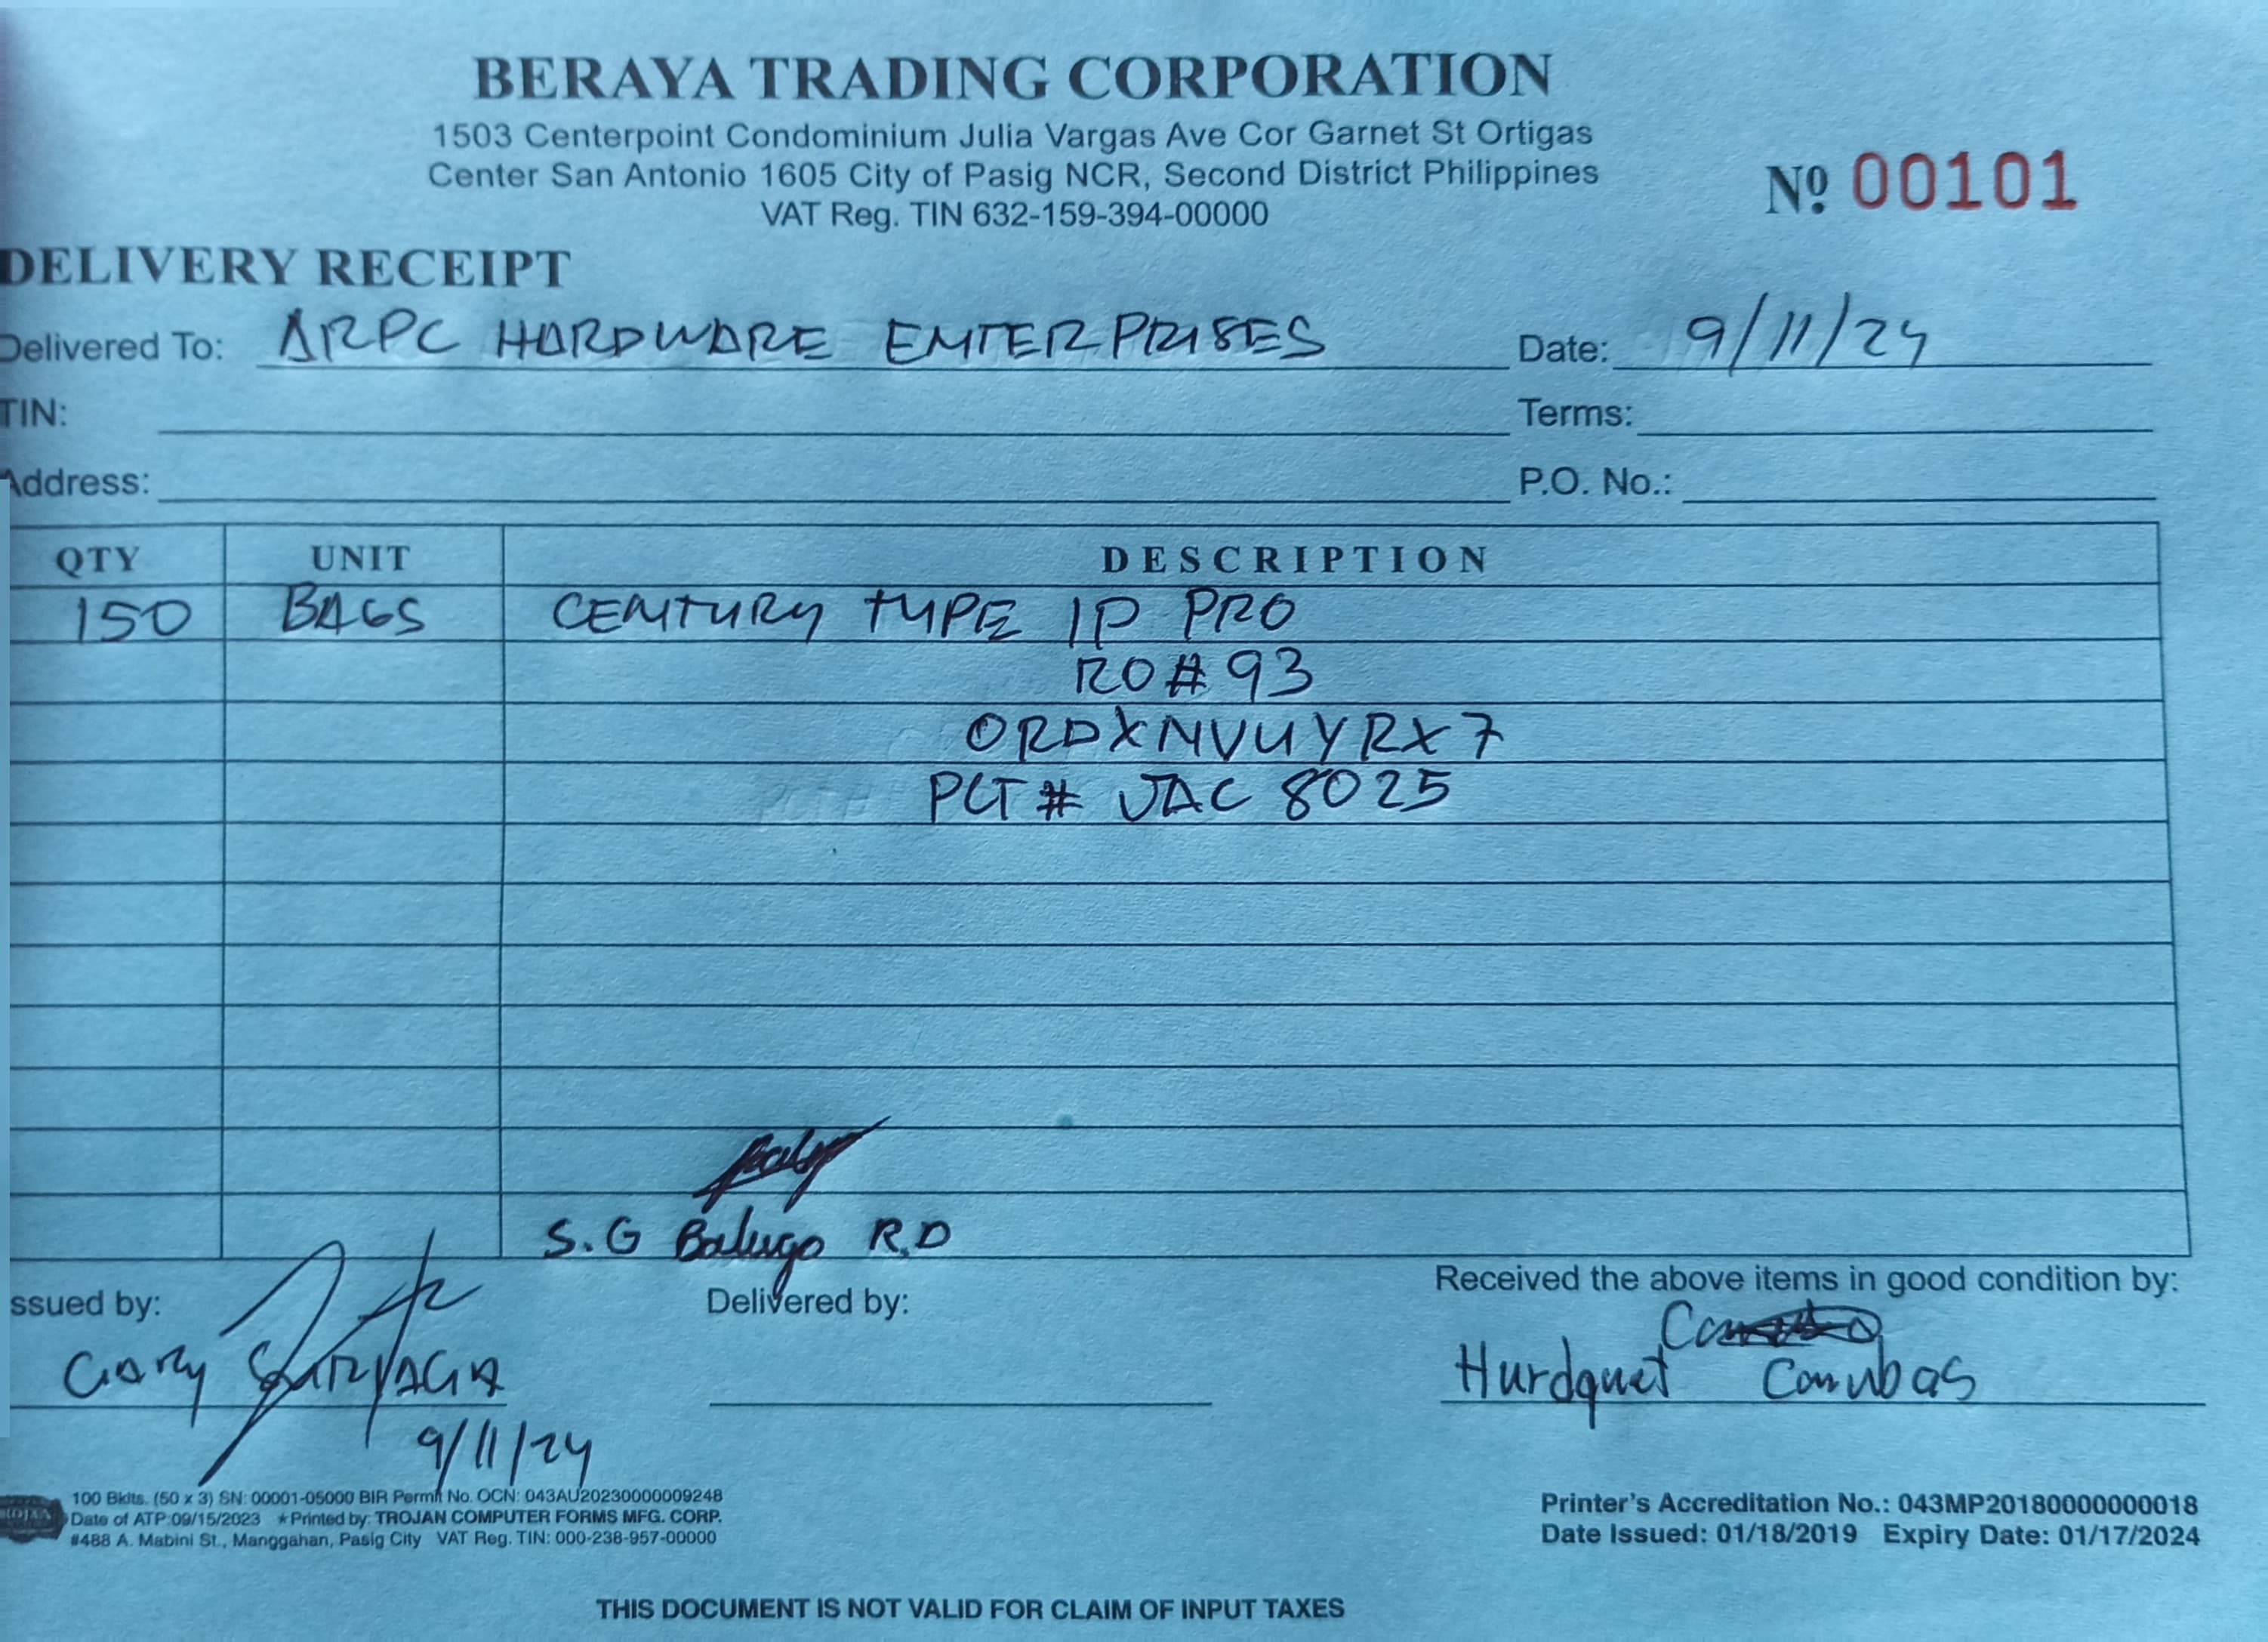 BERAYA TRADING CORPORATION
1503 Centerpoint Condominium Julia Vargas Ave Cor Garnet St Ortigas
Center San Antonio 1605 City of Pasig NCR, Second District Philippines
VAT Reg. TIN 632-159-394-00000
Nº 00101
DELIVERY RECEIPT
Delivered To: ARPC HARDWARE ENTERPRISES Date: 9/11/24
TIN: Terms:
Address: P.O. No.:
QTY UNIT DESCRIPTION
150 BAGS CENTURY TYPE 1P PRO
RO# 93
ORDXNVUYRX7
PLT# JAC 8025
S.G Balugo R.D
ssued by: Delivered by: Received the above items in good condition by:
Gary Hurdquet Canubas
9/11/24
100 Bklts. (50 x 3) SN: 00001-05000 BIR Permit No. OCN: 043AU20230000009248
Date of ATP:09/15/2023 ★Printed by: TROJAN COMPUTER FORMS MFG. CORP.
#488 A. Mabini St., Manggahan, Pasig City VAT Reg. TIN: 000-238-957-00000
Printer's Accreditation No.: 043MP20180000000018
Date Issued: 01/18/2019 Expiry Date: 01/17/2024
THIS DOCUMENT IS NOT VALID FOR CLAIM OF INPUT TAXES